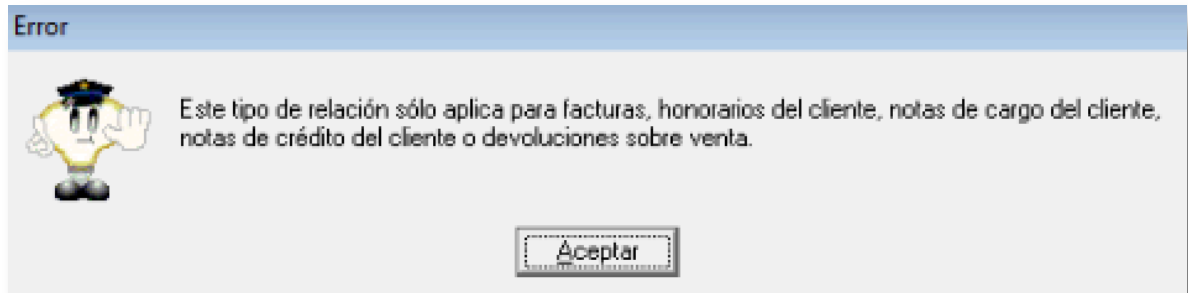 Error
Este tipo de relación sólo aplica para facturas, honorarios del cliente, notas de cargo del cliente,
notas de crédito del cliente o devoluciones sobre venta.
Aceptar